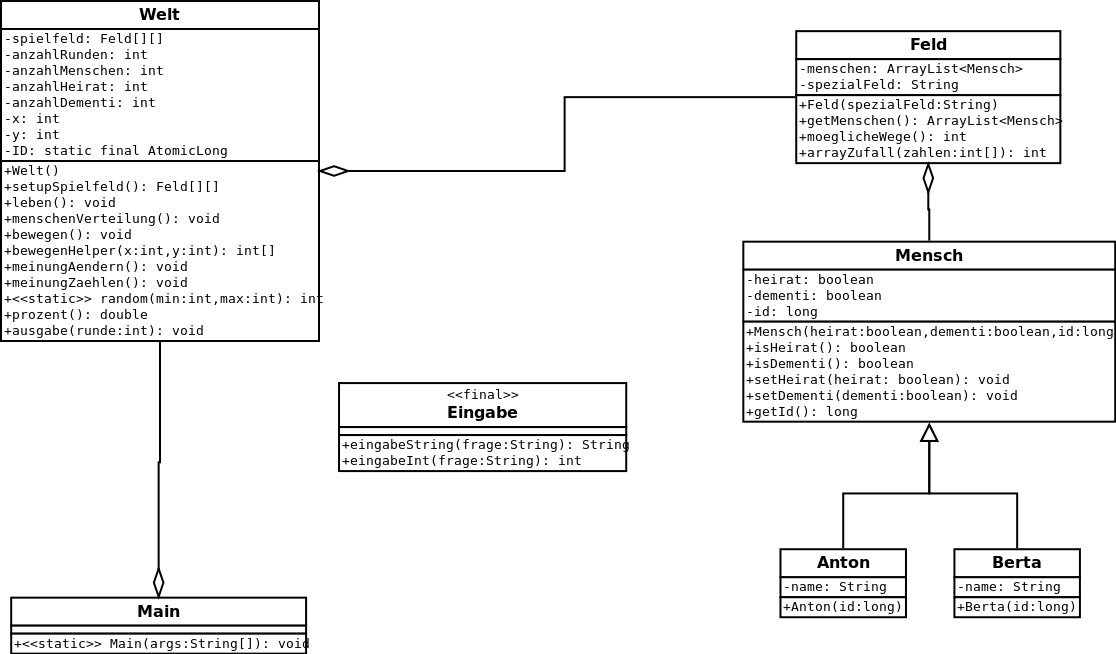 Welt
-spielfeld: Feld[][]
-anzahlRunden: int
-anzahlMenschen: int
-anzahlHeirat: int
-anzahlDementi: int
-x: int
-y: int
-ID: static final AtomicLong
+Welt()
+setupSpielfeld(): Feld[][]
+leben(): void
+menschenVerteilung(): void
+bewegen(): void
+bewegenHelper(x:int,y:int): int[]
+meinungAendern(): void
+meinungZaehlen(): void
+<<static>> random(min:int,max:int): int
+prozent(): double
+ausgabe(runde:int): void
Feld
-menschen: ArrayList<Mensch>
-spezialFeld: String
+Feld(spezialFeld:String)
+getMenschen(): ArrayList<Mensch>
+moeglicheWege(): int
+arrayZufall(zahlen:int[]): int
Mensch
-heirat: boolean
-dementi: boolean
-id: long
+Mensch(heirat:boolean,dementi:boolean,id:long
+isHeirat(): boolean
+isDementi(): boolean
+setHeirat(heirat: boolean): void
+setDementi(dementi:boolean): void
+getId(): long
<<final>>
Eingabe
+eingabeString(frage:String): String
+eingabeInt(frage:String): int
Anton
-name: String
+Anton(id:long)
Berta
-name: String
+Berta(id:long)
Main
+<<static>> Main(args:String[]): void